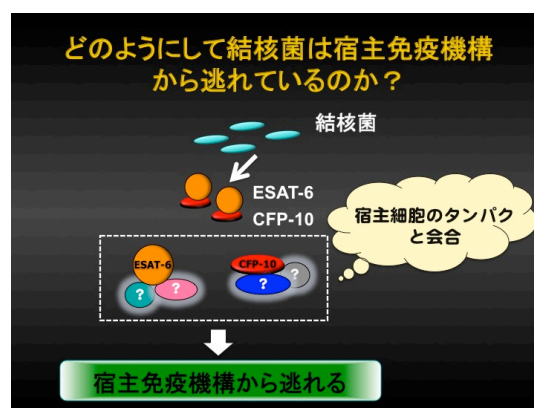 どのようにして結核菌は宿主免疫機構
から逃れているのか？
結核菌
ESAT-6
CFP-10
宿主細胞のタンパク
と会合
ESAT-6
?
?
CFP-10
?
?
宿主免疫機構から逃れる